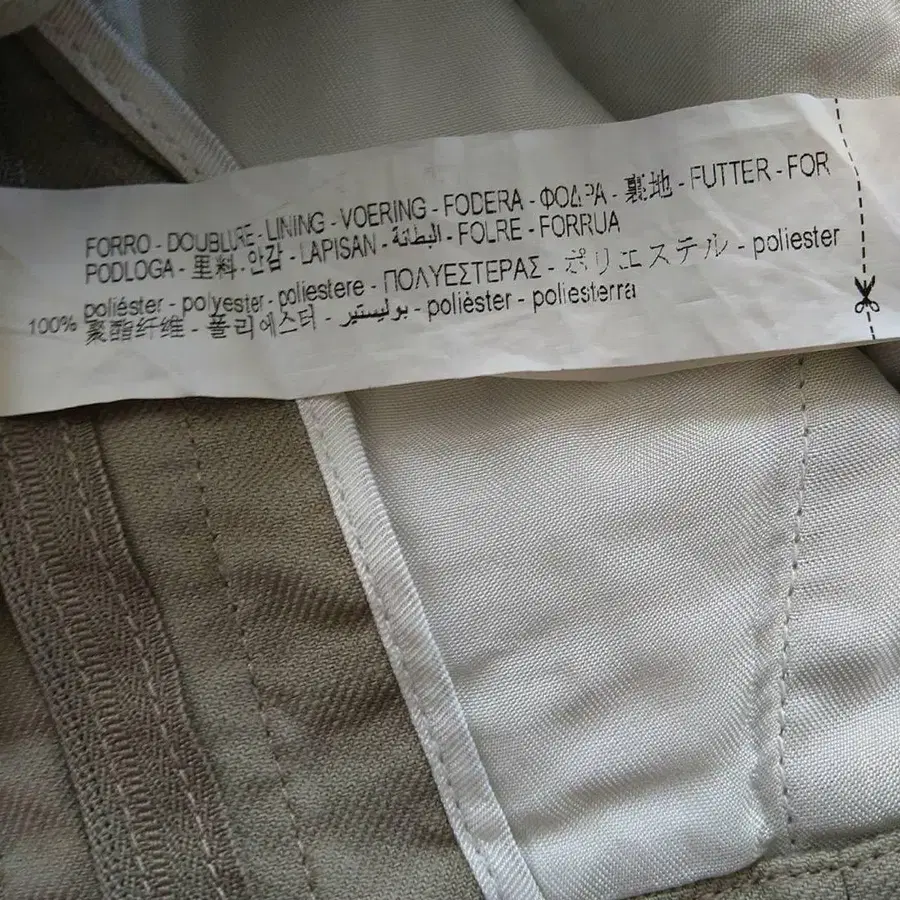 FORRO - DOUBLURE - LINING - VOERING - FODERA - ΦΟΔΡΑ - 裏地 - FUTTER - FOR
PODLOGA - 里料 - 안감 - LAPISAN - البطانة - FOLRE - FORRUA
100% poliéster - polyester - poliestere - ΠΟΛΥΕΣΤΕΡΑΣ - ポリエステル - poliester
聚酯纤维 - 폴리에스터 - بوليستير - polièster - poliesterra